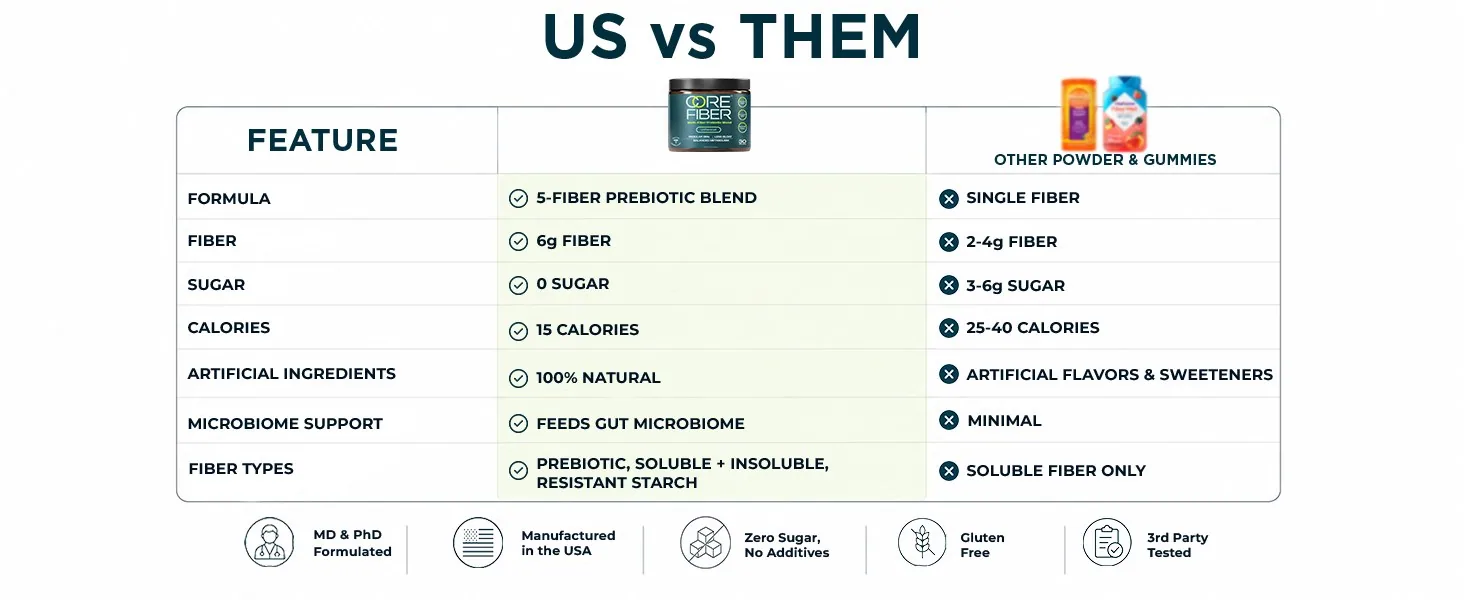 US vs THEM
CORE
FIBER
FEATURE
OTHER POWDER & GUMMIES
FORMULA
5-FIBER PREBIOTIC BLEND
SINGLE FIBER
FIBER
6g FIBER
2-4g FIBER
SUGAR
0 SUGAR
3-6g SUGAR
CALORIES
15 CALORIES
25-40 CALORIES
ARTIFICIAL INGREDIENTS
100% NATURAL
ARTIFICIAL FLAVORS & SWEETENERS
MICROBIOME SUPPORT
FEEDS GUT MICROBIOME
MINIMAL
FIBER TYPES
PREBIOTIC, SOLUBLE + INSOLUBLE,
RESISTANT STARCH
SOLUBLE FIBER ONLY
MD & PhD
Formulated
Manufactured
in the USA
Zero Sugar,
No Additives
Gluten
Free
3rd Party
Tested